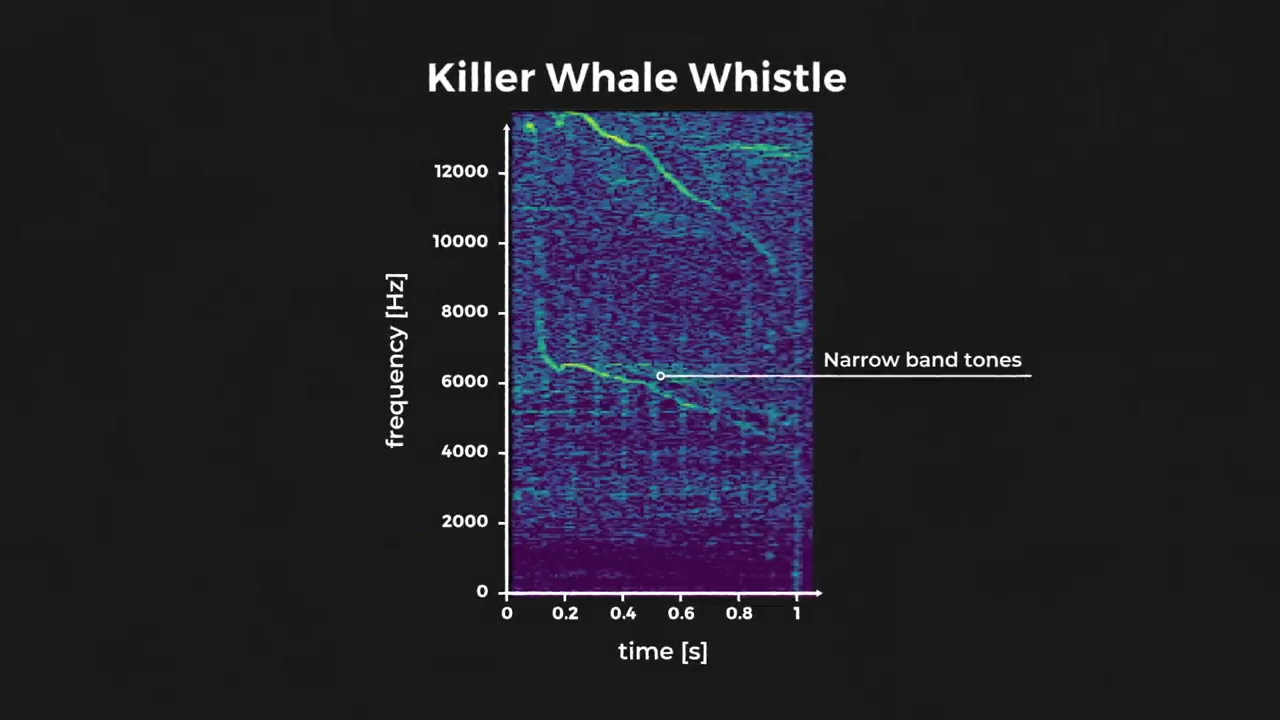 Killer Whale Whistle
12000
10000
8000
6000
4000
2000
0
frequency [Hz]
Narrow band tones
0 0.2 0.4 0.6 0.8 1
time [s]